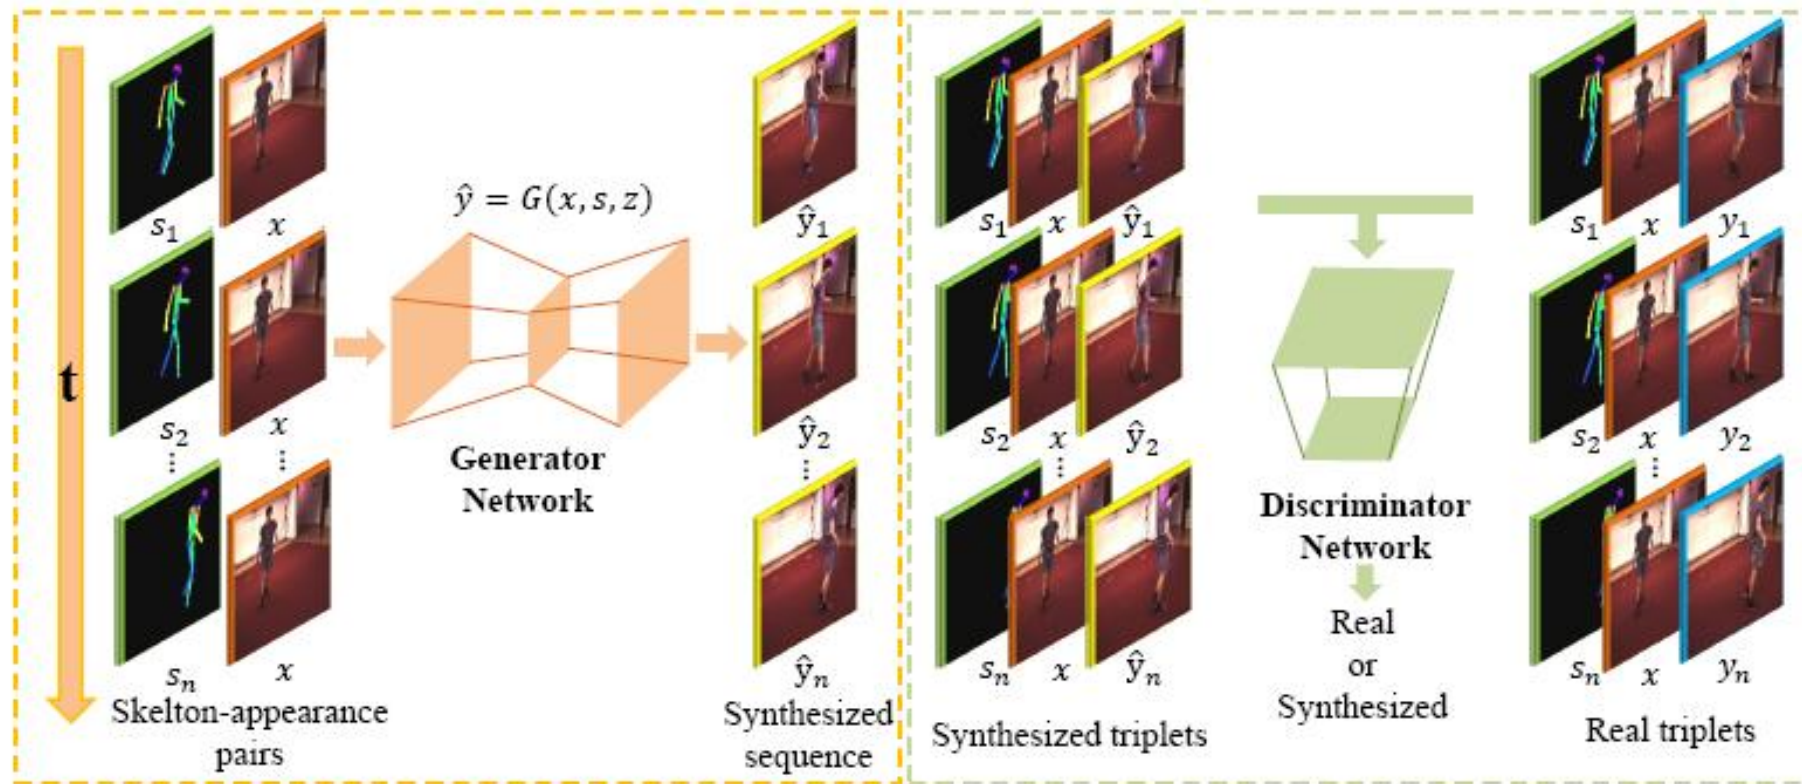 t
s₁ x
s₂ x
⋮ ⋮
sₙ x
Skelton-appearance
pairs
ŷ = G(x, s, z)
Generator
Network
ŷ₁
ŷ₂
⋮
ŷₙ
Synthesized
sequence
s₁ x ŷ₁
s₂ x ŷ₂
⋮
sₙ x ŷₙ
Synthesized triplets
Discriminator
Network
Real
or
Synthesized
s₁ x y₁
s₂ x y₂
⋮
sₙ x yₙ
Real triplets